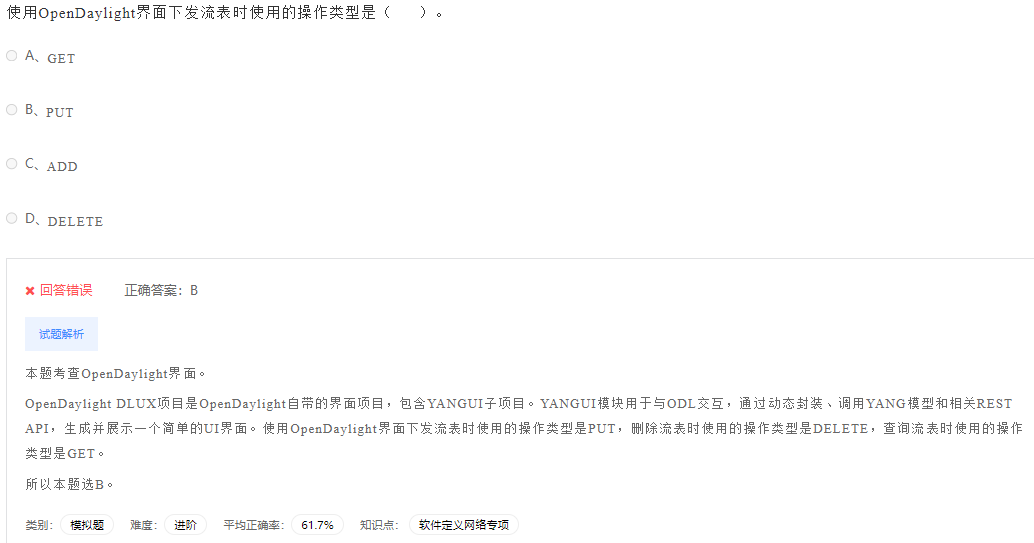 使用OpenDaylight界面下发流表时使用的操作类型是（　　）。
A、GET
B、PUT
C、ADD
D、DELETE
✖ 回答错误 正确答案：B
试题解析
本题考查OpenDaylight界面。
OpenDaylight DLUX项目是OpenDaylight自带的界面项目，包含YANGUI子项目。YANGUI模块用于与ODL交互，通过动态封装、调用YANG模型和相关REST
API，生成并展示一个简单的UI界面。使用OpenDaylight界面下发流表时使用的操作类型是PUT，删除流表时使用的操作类型是DELETE，查询流表时使用的操作
类型是GET。
所以本题选B。
类别： 模拟题 难度： 进阶 平均正确率： 61.7% 知识点： 软件定义网络专项